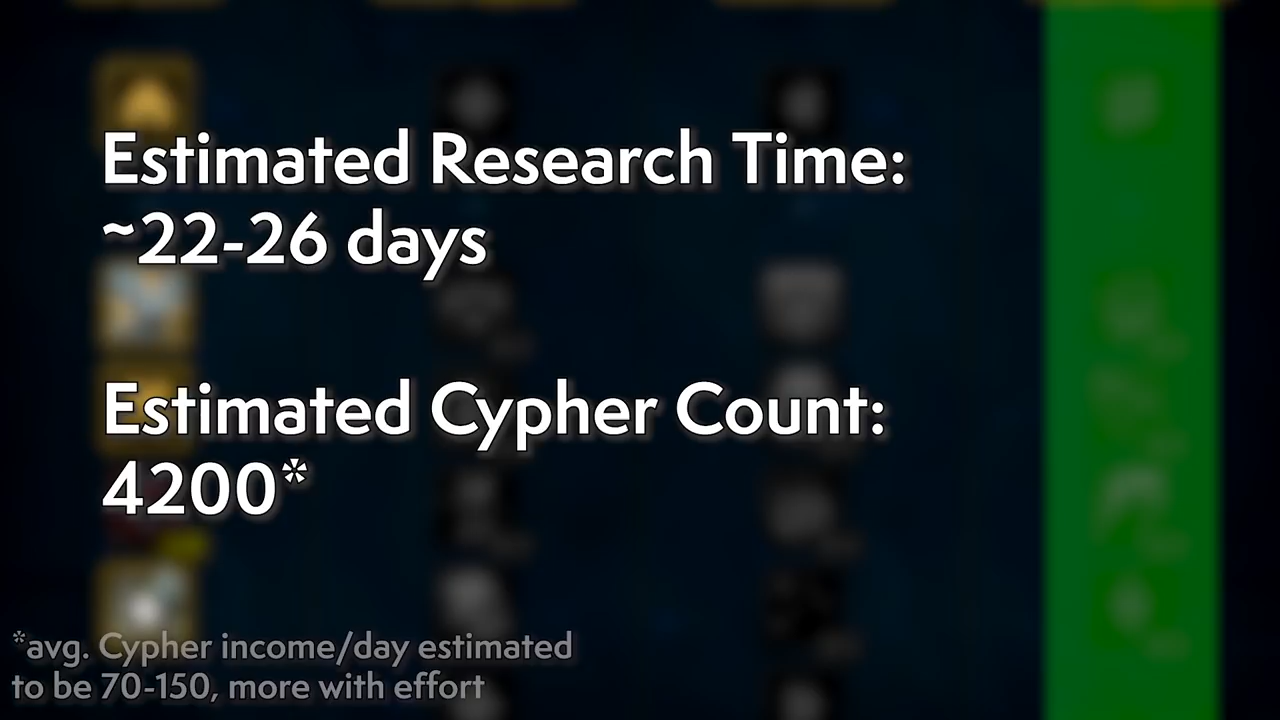 Estimated Research Time:
~22-26 days
Estimated Cypher Count:
4200*
*avg. Cypher income/day estimated
to be 70-150, more with effort